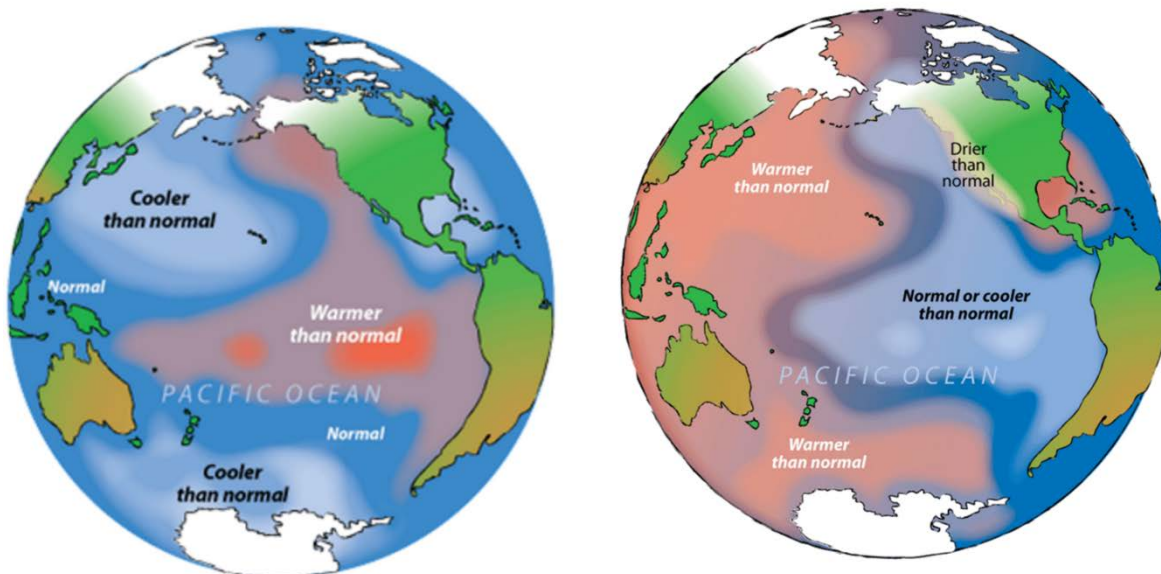 Cooler
than normal
Normal
Warmer
than normal
PACIFIC OCEAN
Normal
Cooler
than normal
Warmer
than normal
Drier
than
normal
Normal or cooler
than normal
PACIFIC OCEAN
Warmer
than normal